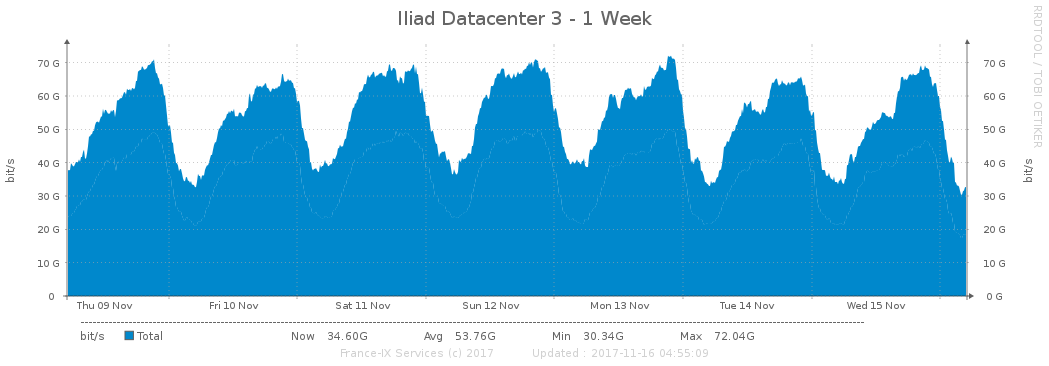 Iliad Datacenter 3 - 1 Week
RRDTOOL / TOBI OETIKER
bit/s
70 G
60 G
50 G
40 G
30 G
20 G
10 G
0
70 G
60 G
50 G
40 G
30 G
20 G
10 G
0 G
bit/s
Thu 09 Nov Fri 10 Nov Sat 11 Nov Sun 12 Nov Mon 13 Nov Tue 14 Nov Wed 15 Nov
bit/s Total Now 34.60G Avg 53.76G Min 30.34G Max 72.04G
France-IX Services (c) 2017 Updated : 2017-11-16 04:55:09